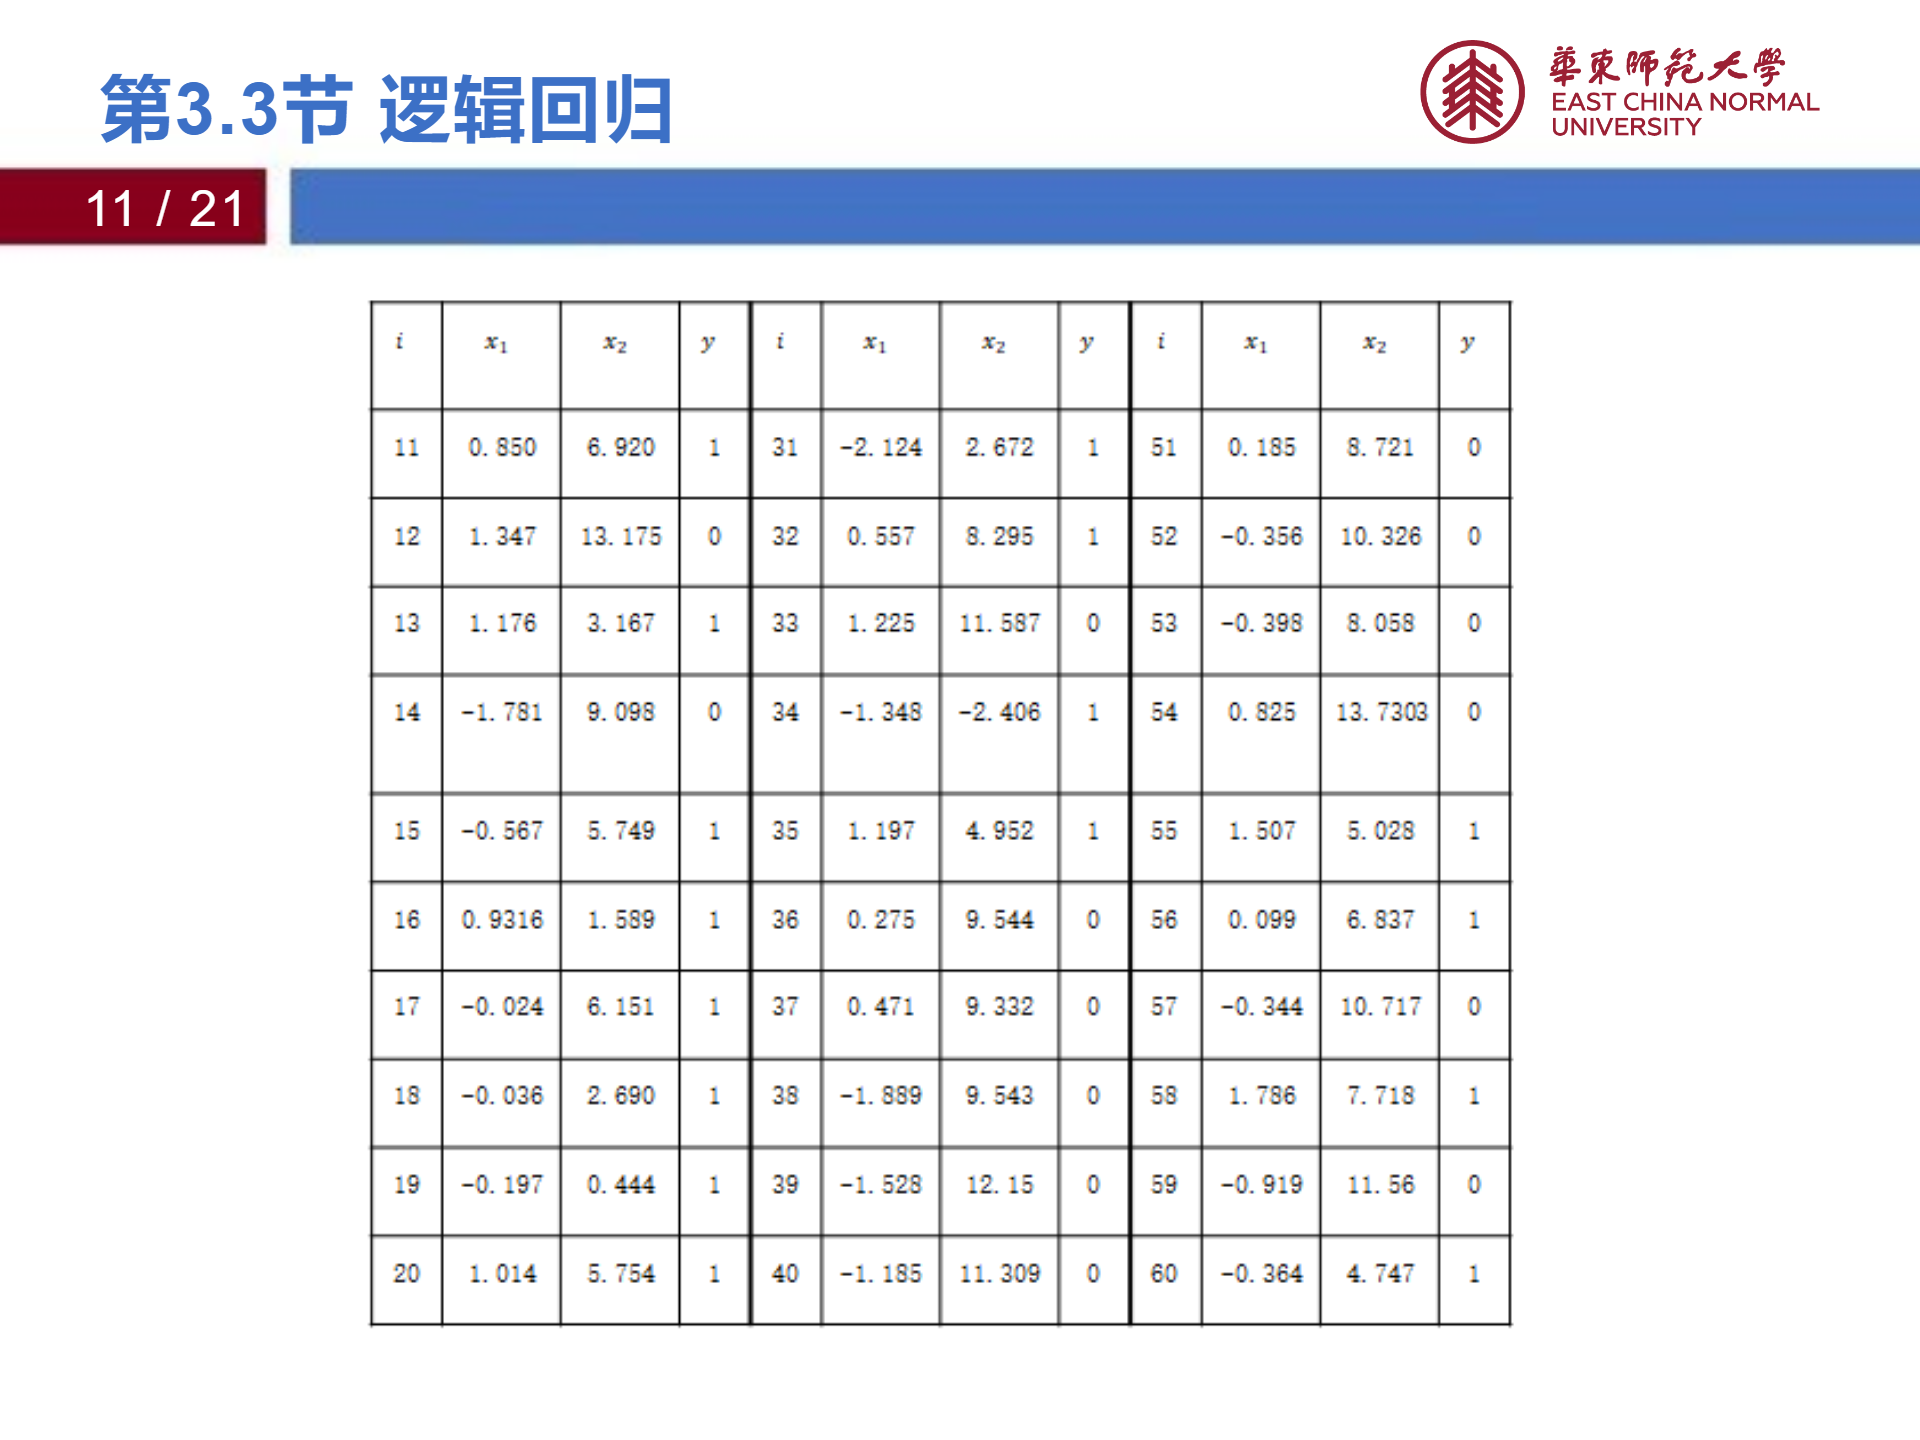 第3.3节 逻辑回归
華東師範大學
EAST CHINA NORMAL
UNIVERSITY
11 / 21
i x₁ x₂ y i x₁ x₂ y i x₁ x₂ y
11 0.850 6.920 1 31 -2.124 2.672 1 51 0.185 8.721 0
12 1.347 13.175 0 32 0.557 8.295 1 52 -0.356 10.326 0
13 1.176 3.167 1 33 1.225 11.587 0 53 -0.398 8.058 0
14 -1.781 9.098 0 34 -1.348 -2.406 1 54 0.825 13.7303 0
15 -0.567 5.749 1 35 1.197 4.952 1 55 1.507 5.028 1
16 0.9316 1.589 1 36 0.275 9.544 0 56 0.099 6.837 1
17 -0.024 6.151 1 37 0.471 9.332 0 57 -0.344 10.717 0
18 -0.036 2.690 1 38 -1.889 9.543 0 58 1.786 7.718 1
19 -0.197 0.444 1 39 -1.528 12.15 0 59 -0.919 11.56 0
20 1.014 5.754 1 40 -1.185 11.309 0 60 -0.364 4.747 1